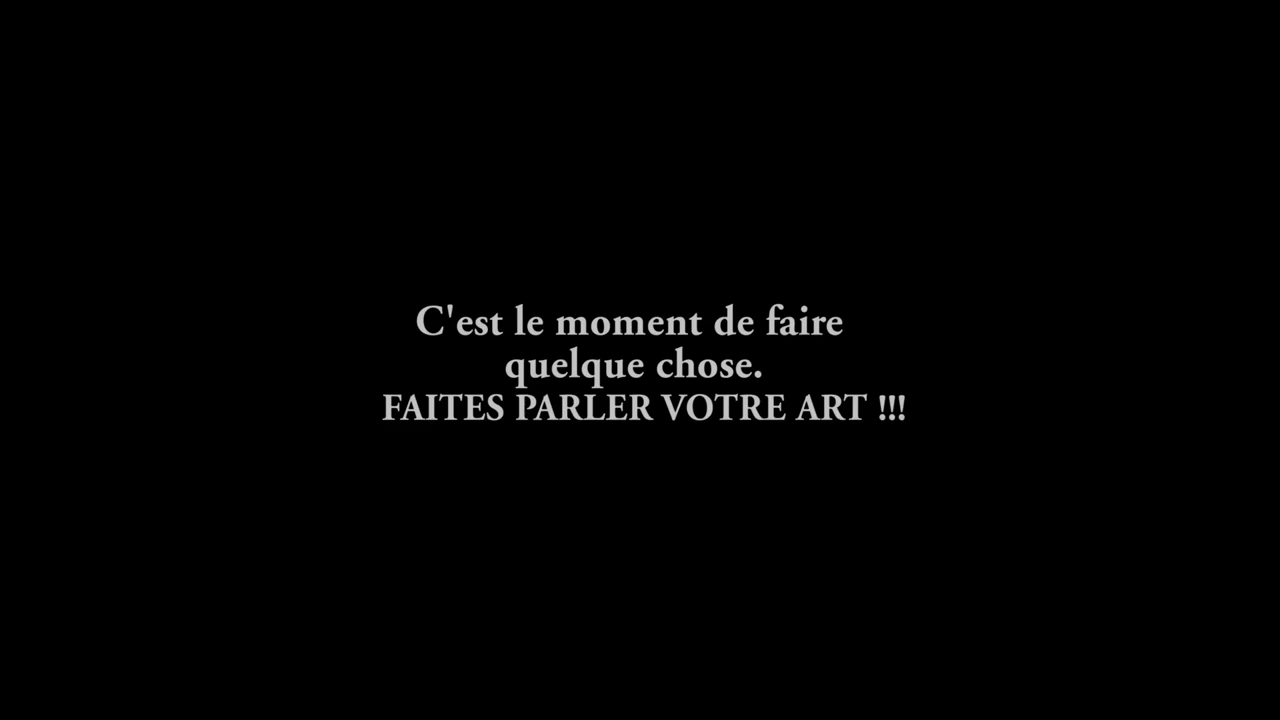 C'est le moment de faire
quelque chose.
FAITES PARLER VOTRE ART !!!